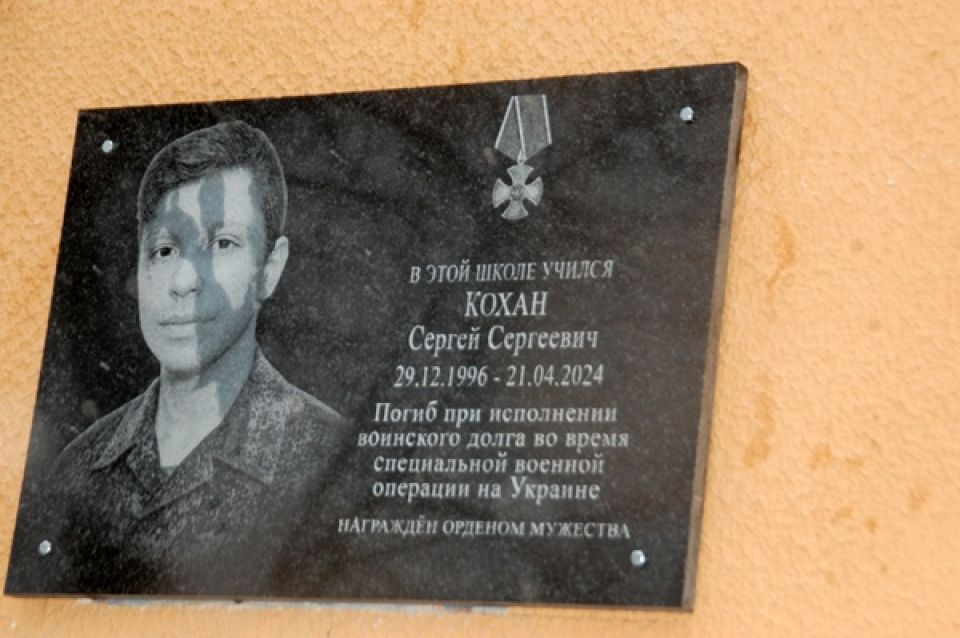 В ЭТОЙ ШКОЛЕ УЧИЛСЯ
КОХАН
Сергей Сергеевич
29.12.1996 - 21.04.2024
Погиб при исполнении
воинского долга во время
специальной военной
операции на Украине
НАГРАЖДЁН ОРДЕНОМ МУЖЕСТВА